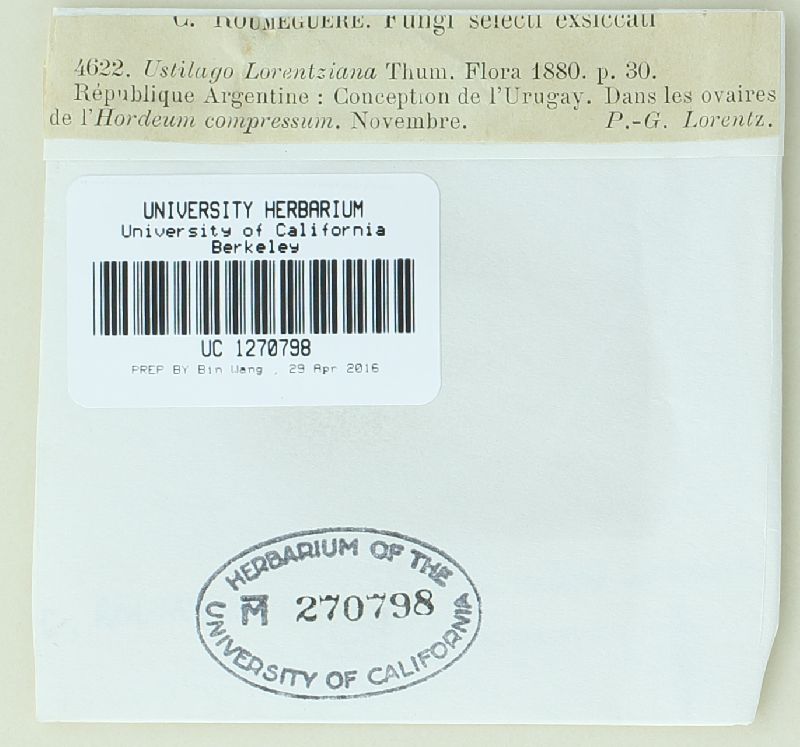 C. ROUMEGUÈRE. Fungi selecti exsiccati
4622. Ustilago Lorentziana Thum. Flora 1880. p. 30.
République Argentine : Conception de l'Urugay. Dans les ovaires
de l'Hordeum compressum. Novembre. P.-G. Lorentz.
UNIVERSITY HERBARIUM
University of California
Berkeley
UC 1270798
PREP BY Bin Wang , 29 Apr 2016
HERBARIUM OF THE
M 270798
UNIVERSITY OF CALIFORNIA